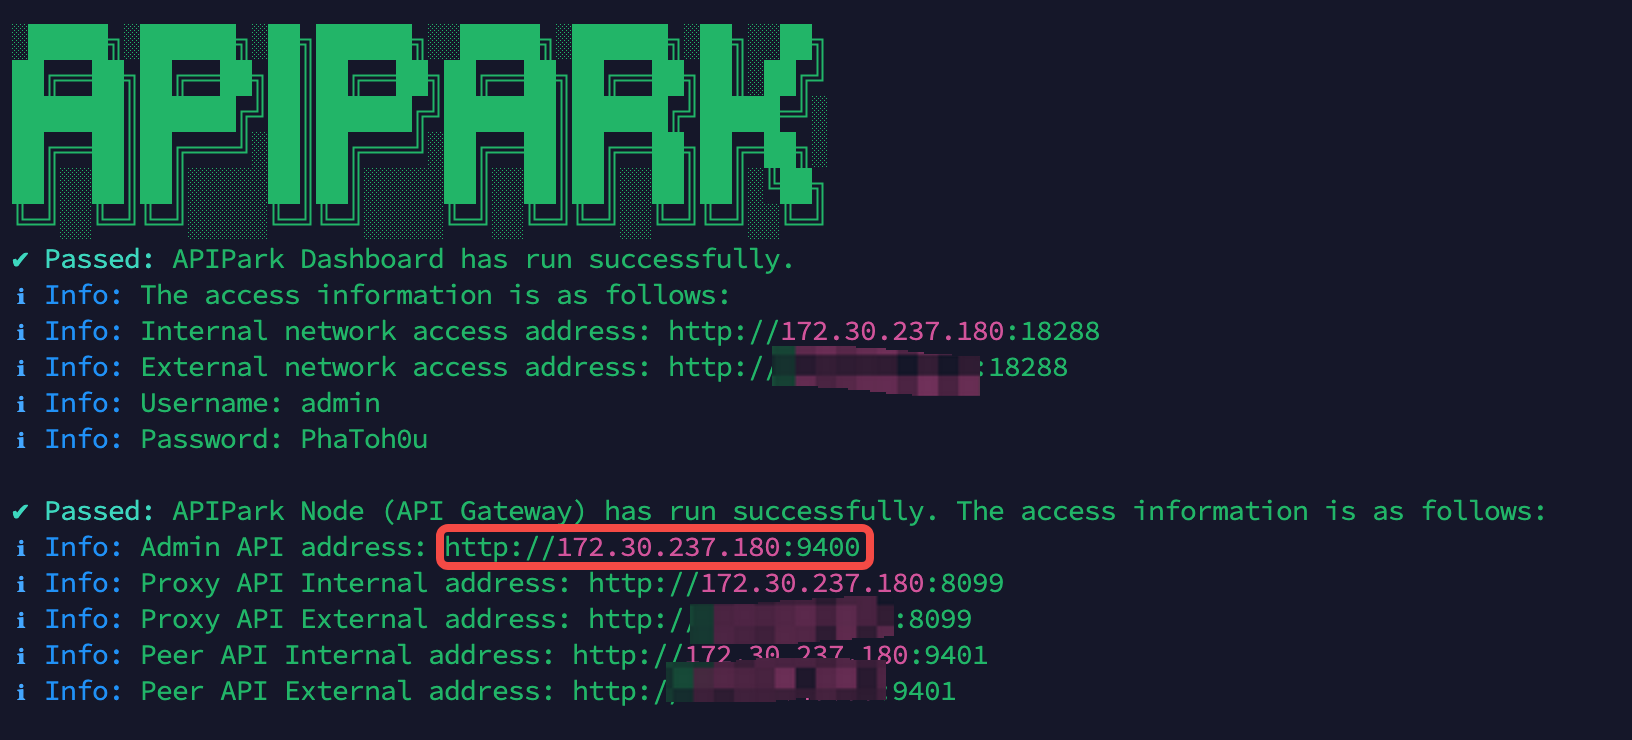 APIPARK
✔ Passed: APIPark Dashboard has run successfully.
ℹ Info: The access information is as follows:
ℹ Info: Internal network access address: http://172.30.237.180:18288
ℹ Info: External network access address: http://:18288
ℹ Info: Username: admin
ℹ Info: Password: PhaToh0u
✔ Passed: APIPark Node (API Gateway) has run successfully. The access information is as follows:
ℹ Info: Admin API address: http://172.30.237.180:9400
ℹ Info: Proxy API Internal address: http://172.30.237.180:8099
ℹ Info: Proxy API External address: http://:8099
ℹ Info: Peer API Internal address: http://172.30.237.180:9401
ℹ Info: Peer API External address: http://:9401